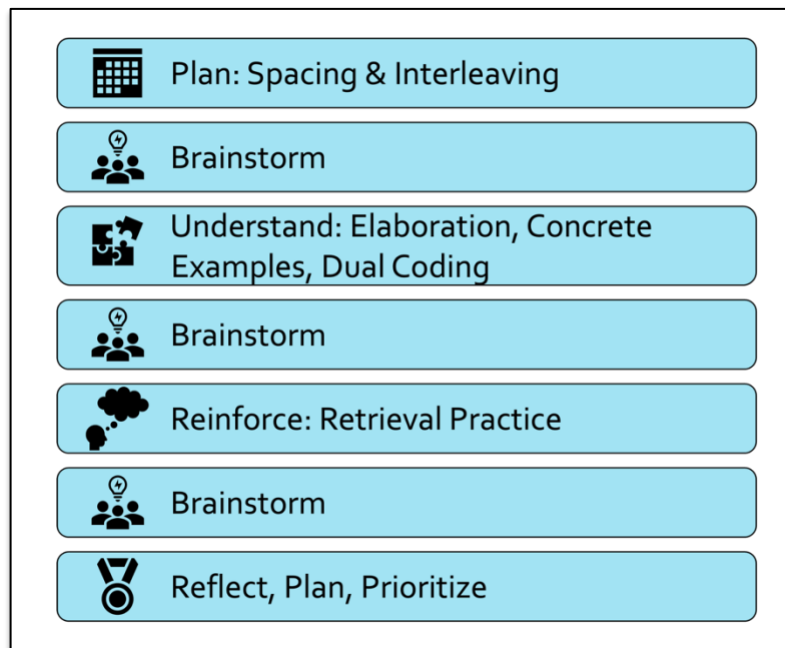 Plan: Spacing & Interleaving
Brainstorm
Understand: Elaboration, Concrete
Examples, Dual Coding
Brainstorm
Reinforce: Retrieval Practice
Brainstorm
Reflect, Plan, Prioritize